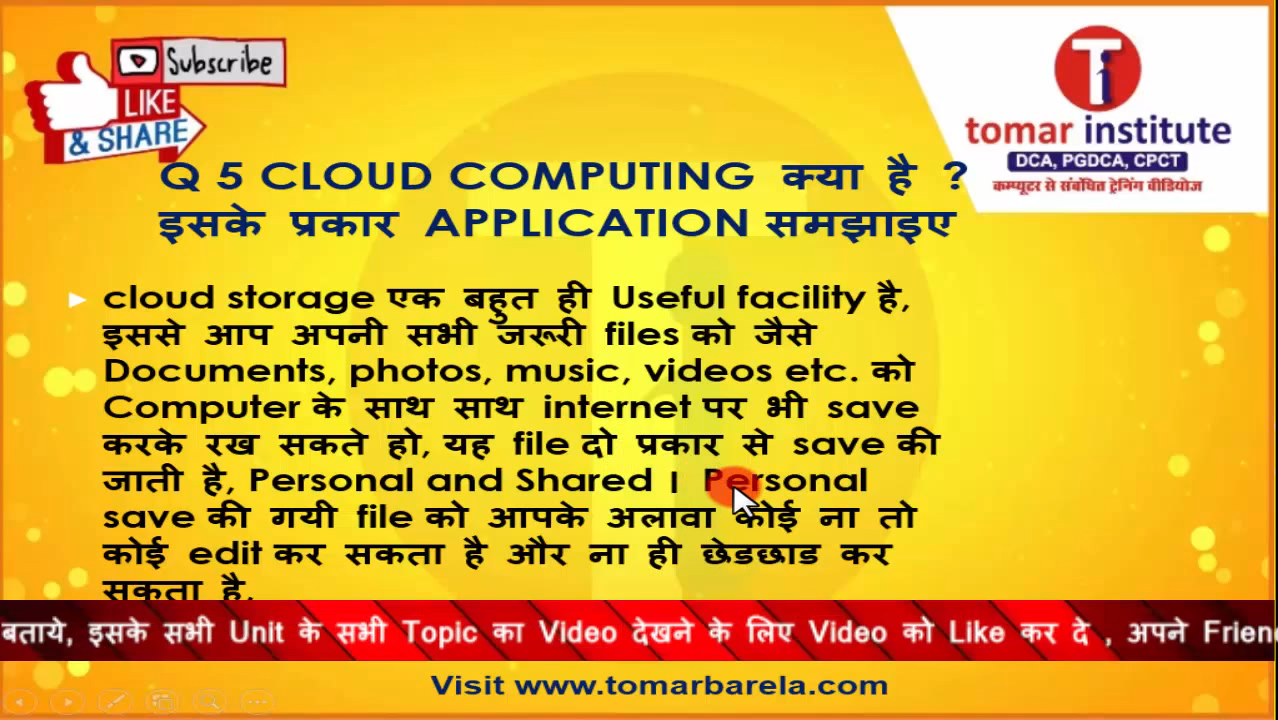 Subscribe
LIKE
& SHARE
Ti
tomar institute
DCA, PGDCA, CPCT
कम्प्यूटर से संबंधित ट्रेनिंग वीडियोज
Q 5 CLOUD COMPUTING क्या है ?
इसके प्रकार APPLICATION समझाइए
cloud storage एक बहुत ही Useful facility है,
इससे आप अपनी सभी जरूरी files को जैसे
Documents, photos, music, videos etc. को
Computer के साथ साथ internet पर भी save
करके रख सकते हो, यह file दो प्रकार से save की
जाती है, Personal and Shared । Personal
save की गयी file को आपके अलावा कोई ना तो
कोई edit कर सकता है और ना ही छेडछाड कर
सकता है.
बताये, इसके सभी Unit के सभी Topic का Video देखने के लिए Video को Like कर दे , अपने Frien
Visit www.tomarbarela.com